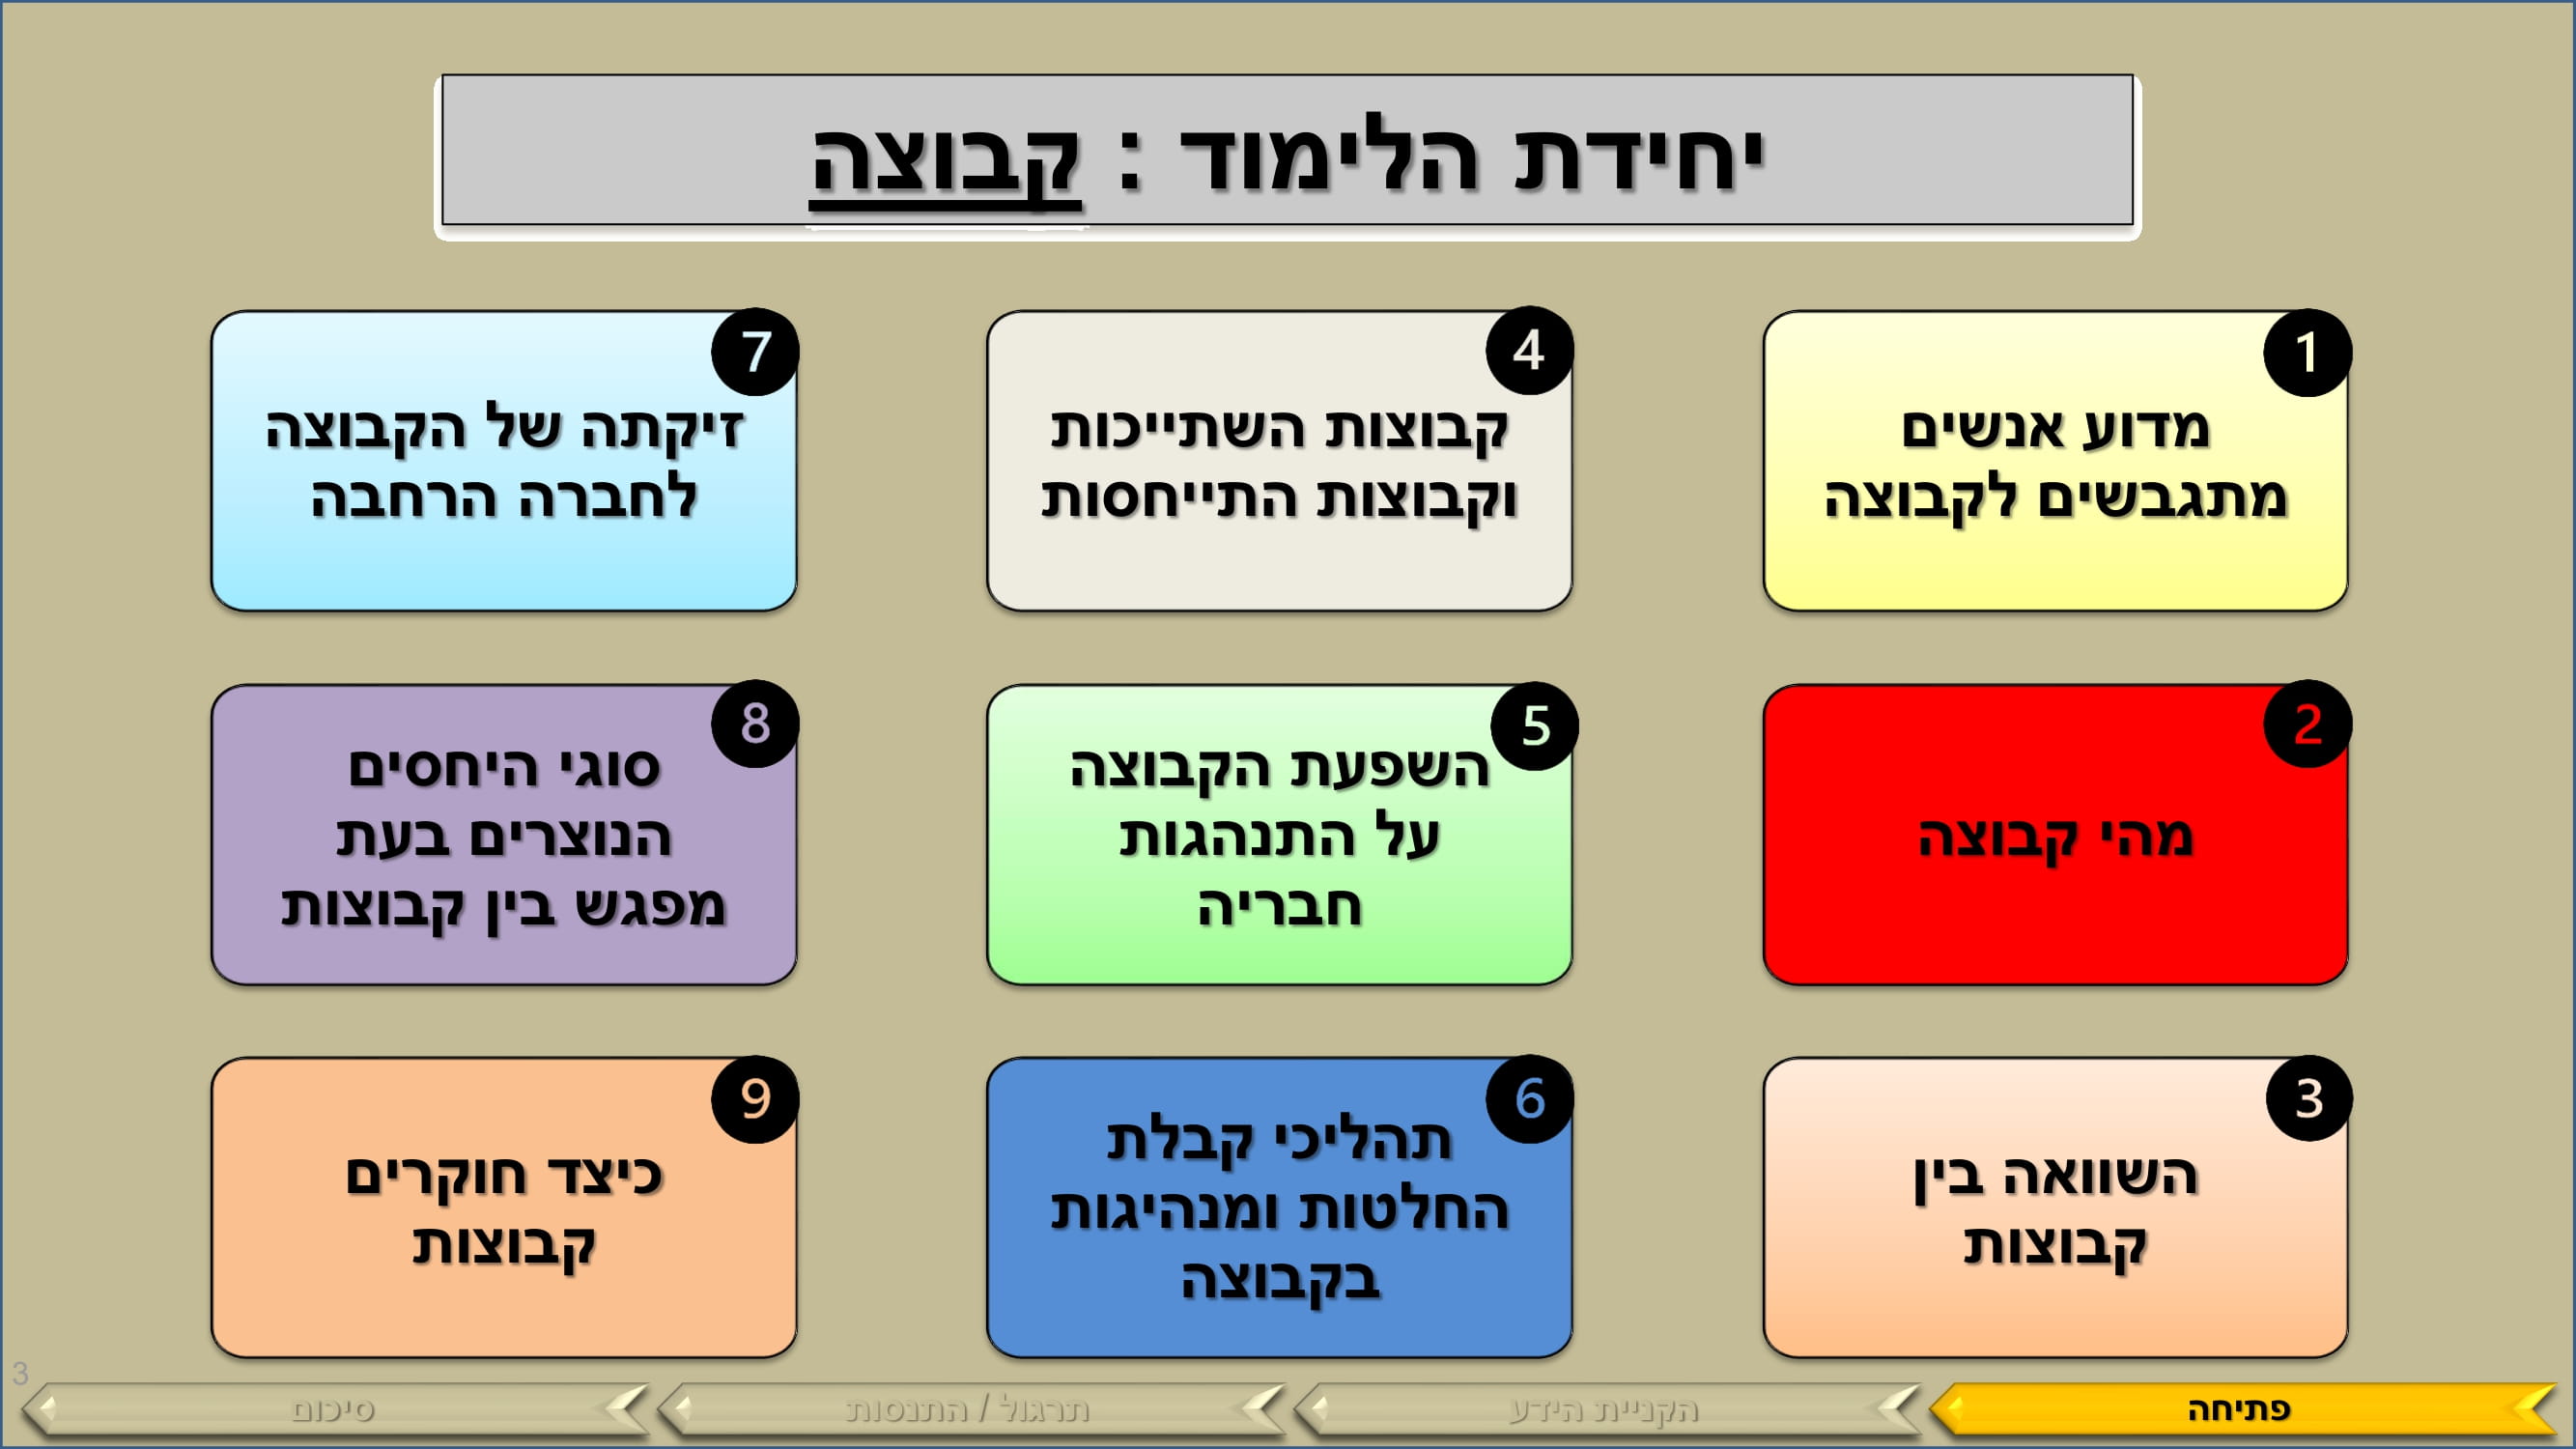 יחידת הלימוד : קבוצה
1
מדוע אנשים
מתגבשים לקבוצה
2
מהי קבוצה
3
השוואה בין
קבוצות
4
קבוצות השתייכות
וקבוצות התייחסות
5
השפעת הקבוצה
על התנהגות
חבריה
6
תהליכי קבלת
החלטות ומנהיגות
בקבוצה
7
זיקתה של הקבוצה
לחברה הרחבה
8
סוגי היחסים
הנוצרים בעת
מפגש בין קבוצות
9
כיצד חוקרים
קבוצות
3
פתיחה
הקניית הידע
תרגול / התנסות
סיכום